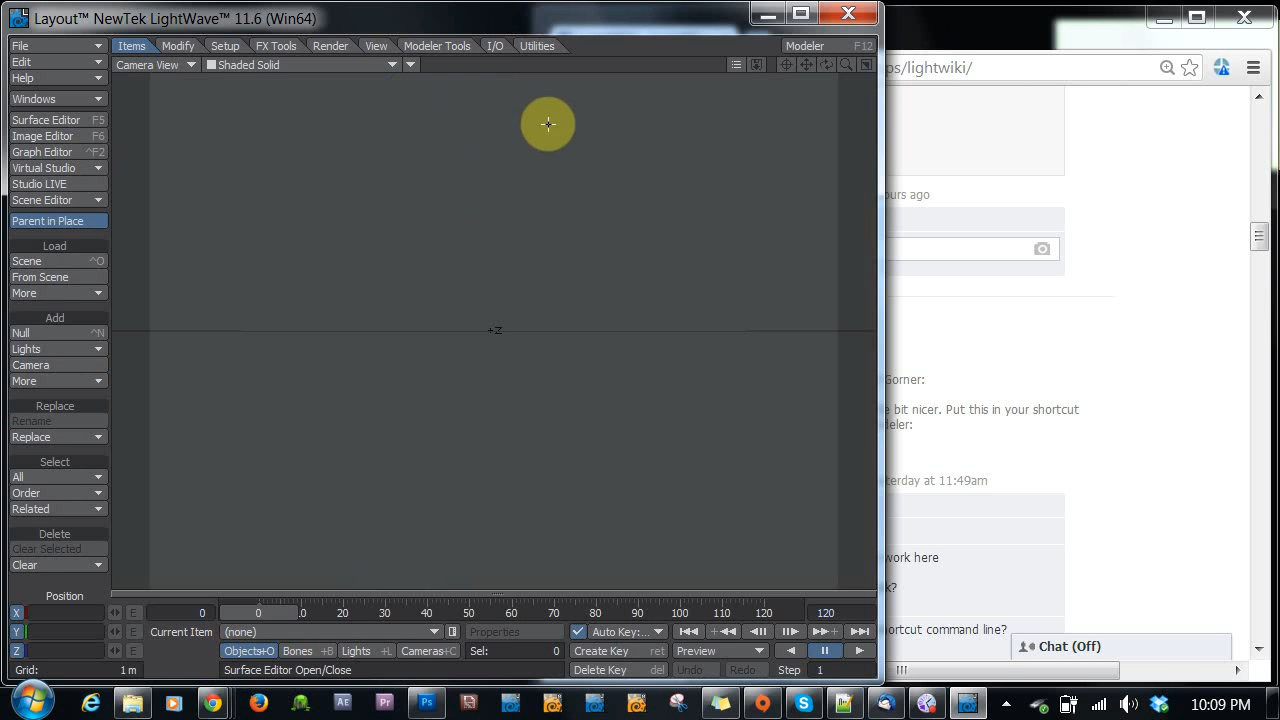 Layout™ NewTek LightWave™ 11.6 (Win64)
File
Items
Modify
Setup
FX Tools
Render
View
Modeler Tools
I/O
Utilities
Modeler F12
Edit
Camera View
Shaded Solid
ps/lightwiki/
Help
Windows
Surface Editor F5
Image Editor F6
Graph Editor ^F2
Virtual Studio
Studio LIVE
Scene Editor
ours ago
Parent in Place
Load
Scene ^O
From Scene
More
Add
Null ^N
+Z
Lights
Camera
More
Gorner:
Replace
e bit nicer. Put this in your shortcut
Rename
deler:
Replace
Select
All
terday at 11:49am
Order
Related
Delete
Clear Selected
work here
Clear
k?
Position
X
0
0
10
20
30
40
50
60
70
80
90
100
110
120
120
Y
E
Current Item
(none)
Properties
Auto Key:...
ortcut command line?
Chat (Off)
Z
E
Objects+O
Bones +B
Lights +L
Cameras+C
Sel: 0
Create Key ret
Preview
Grid: 1 m
Surface Editor Open/Close
Delete Key del
Undo
Redo
Step 1
Ae
Pr
Ps
10:09 PM